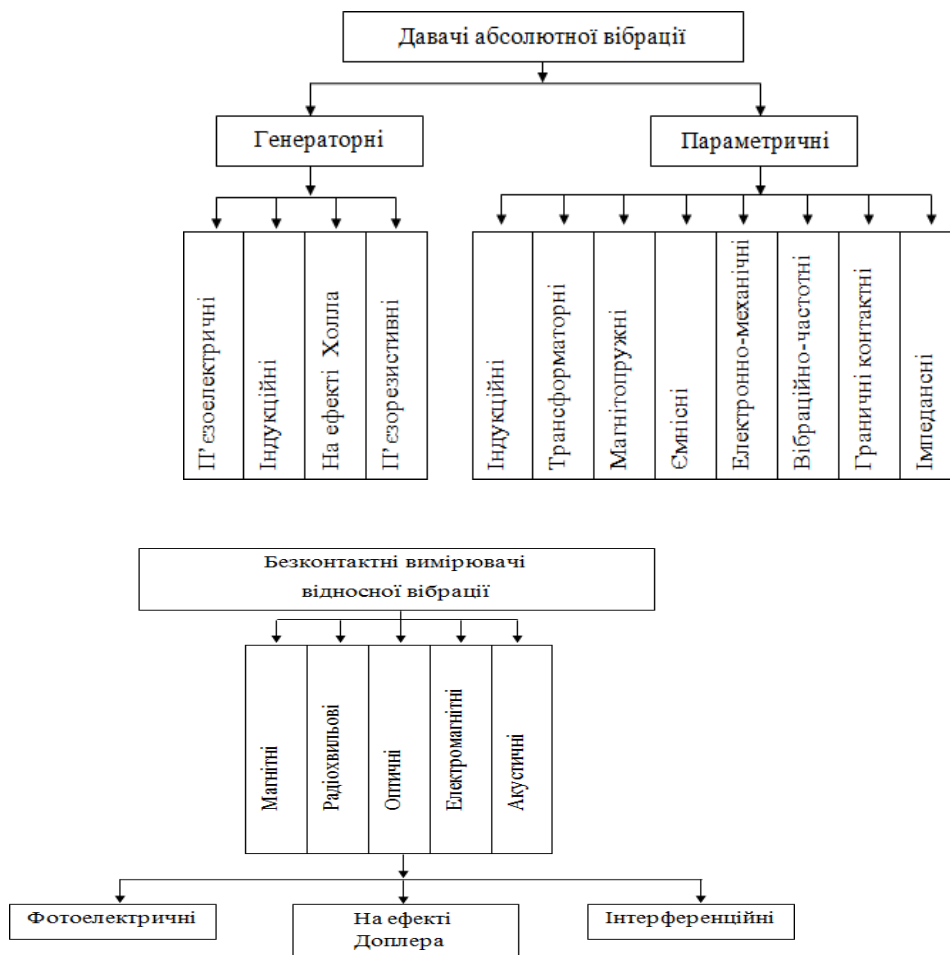 Давачі абсолютної вібрації
Генераторні
Параметричні
П’єзоелектричні
Індукційні
На ефекті Холла
П’єзорезистивні
Індукційні
Трансформаторні
Магнітопружні
Ємнісні
Електронно-механічні
Вібраційно-частотні
Граничні контактні
Імпедансні
Безконтактні вимірювачі
відносної вібрації
Магнітні
Радіохвильові
Оптичні
Електромагнітні
Акустичні
Фотоелектричні
На ефекті
Доплера
Інтерференційні